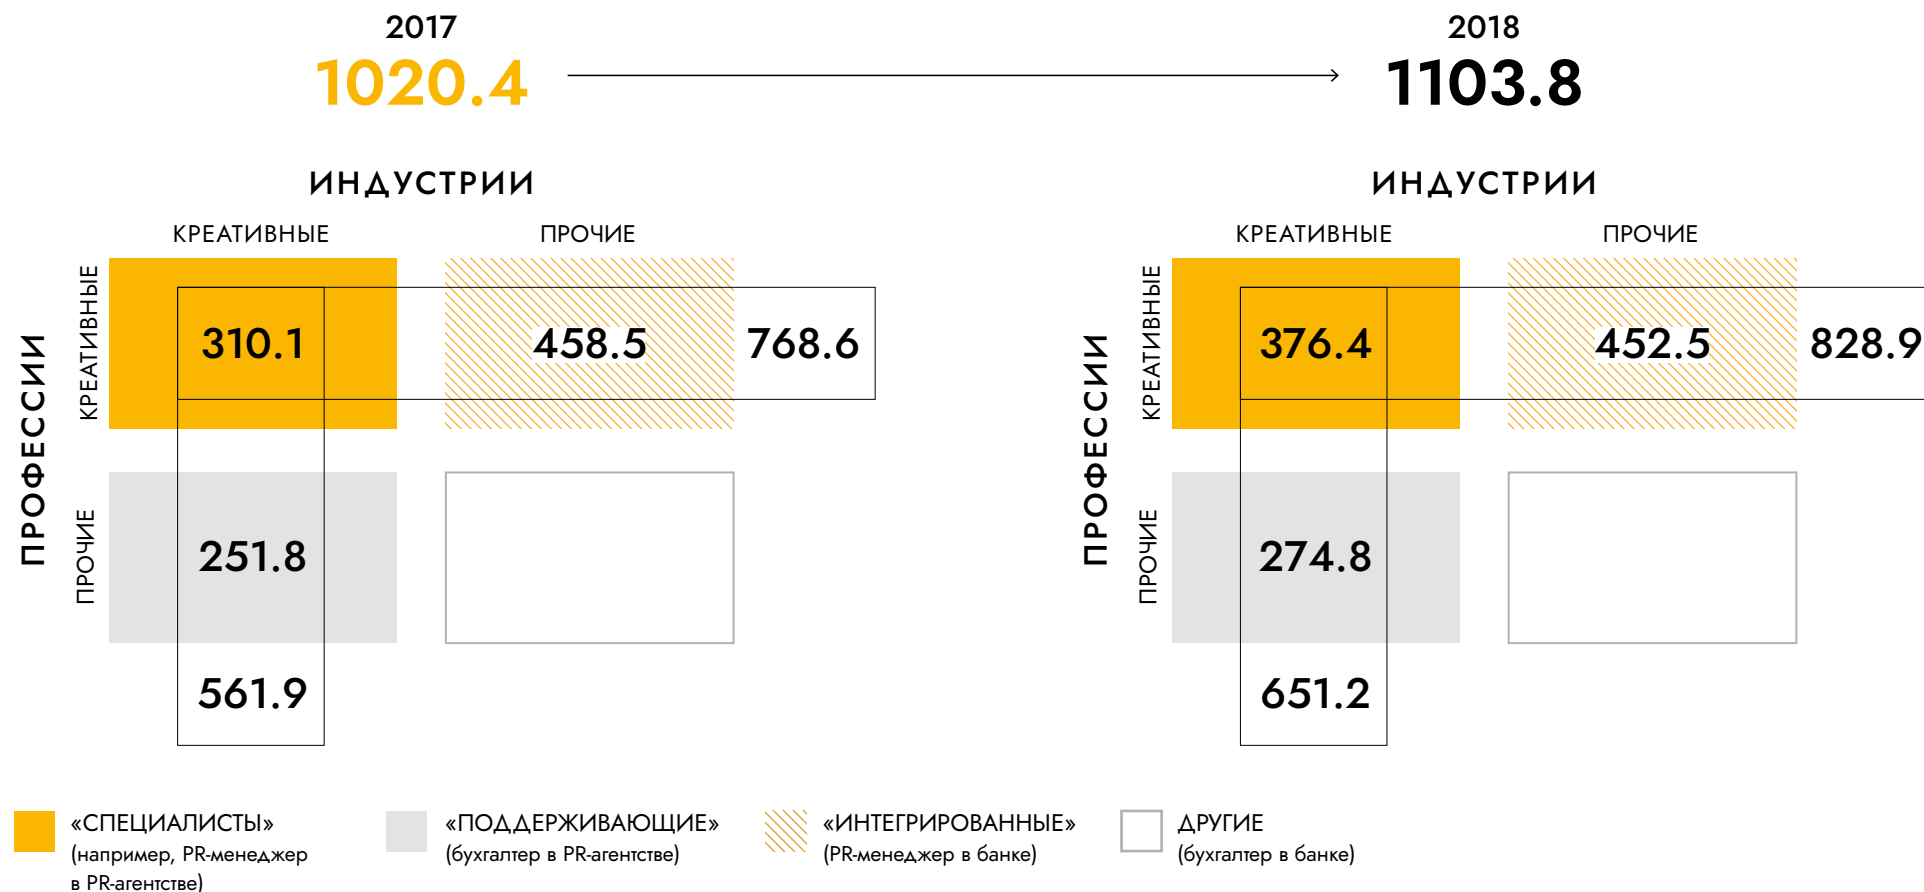 2017
1020.4
2018
1103.8
ИНДУСТРИИ
КРЕАТИВНЫЕ
ПРОЧИЕ
ПРОФЕССИИ
КРЕАТИВНЫЕ
310.1
458.5
768.6
ПРОЧИЕ
251.8
561.9
ИНДУСТРИИ
КРЕАТИВНЫЕ
ПРОЧИЕ
ПРОФЕССИИ
КРЕАТИВНЫЕ
376.4
452.5
828.9
ПРОЧИЕ
274.8
651.2
«СПЕЦИАЛИСТЫ»
(например, PR-менеджер
в PR-агентстве)
«ПОДДЕРЖИВАЮЩИЕ»
(бухгалтер в PR-агентстве)
«ИНТЕГРИРОВАННЫЕ»
(PR-менеджер в банке)
ДРУГИЕ
(бухгалтер в банке)